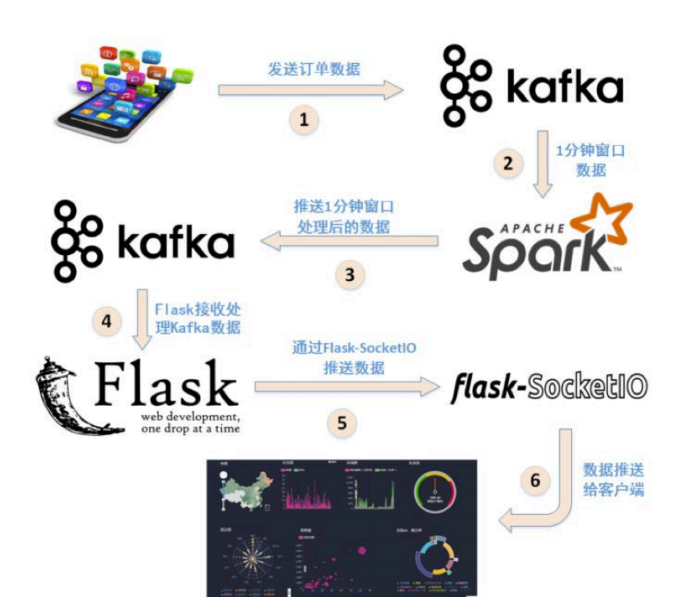 发送订单数据
1
kafka
2
1分钟窗口
数据
APACHE
Spark™
推送1分钟窗口
处理后的数据
3
kafka
4
Flask接收处
理Kafka数据
Flask
web development,
one drop at a time
通过Flask-SocketIO
推送数据
5
flask-SocketIO
6
数据推送
给客户端